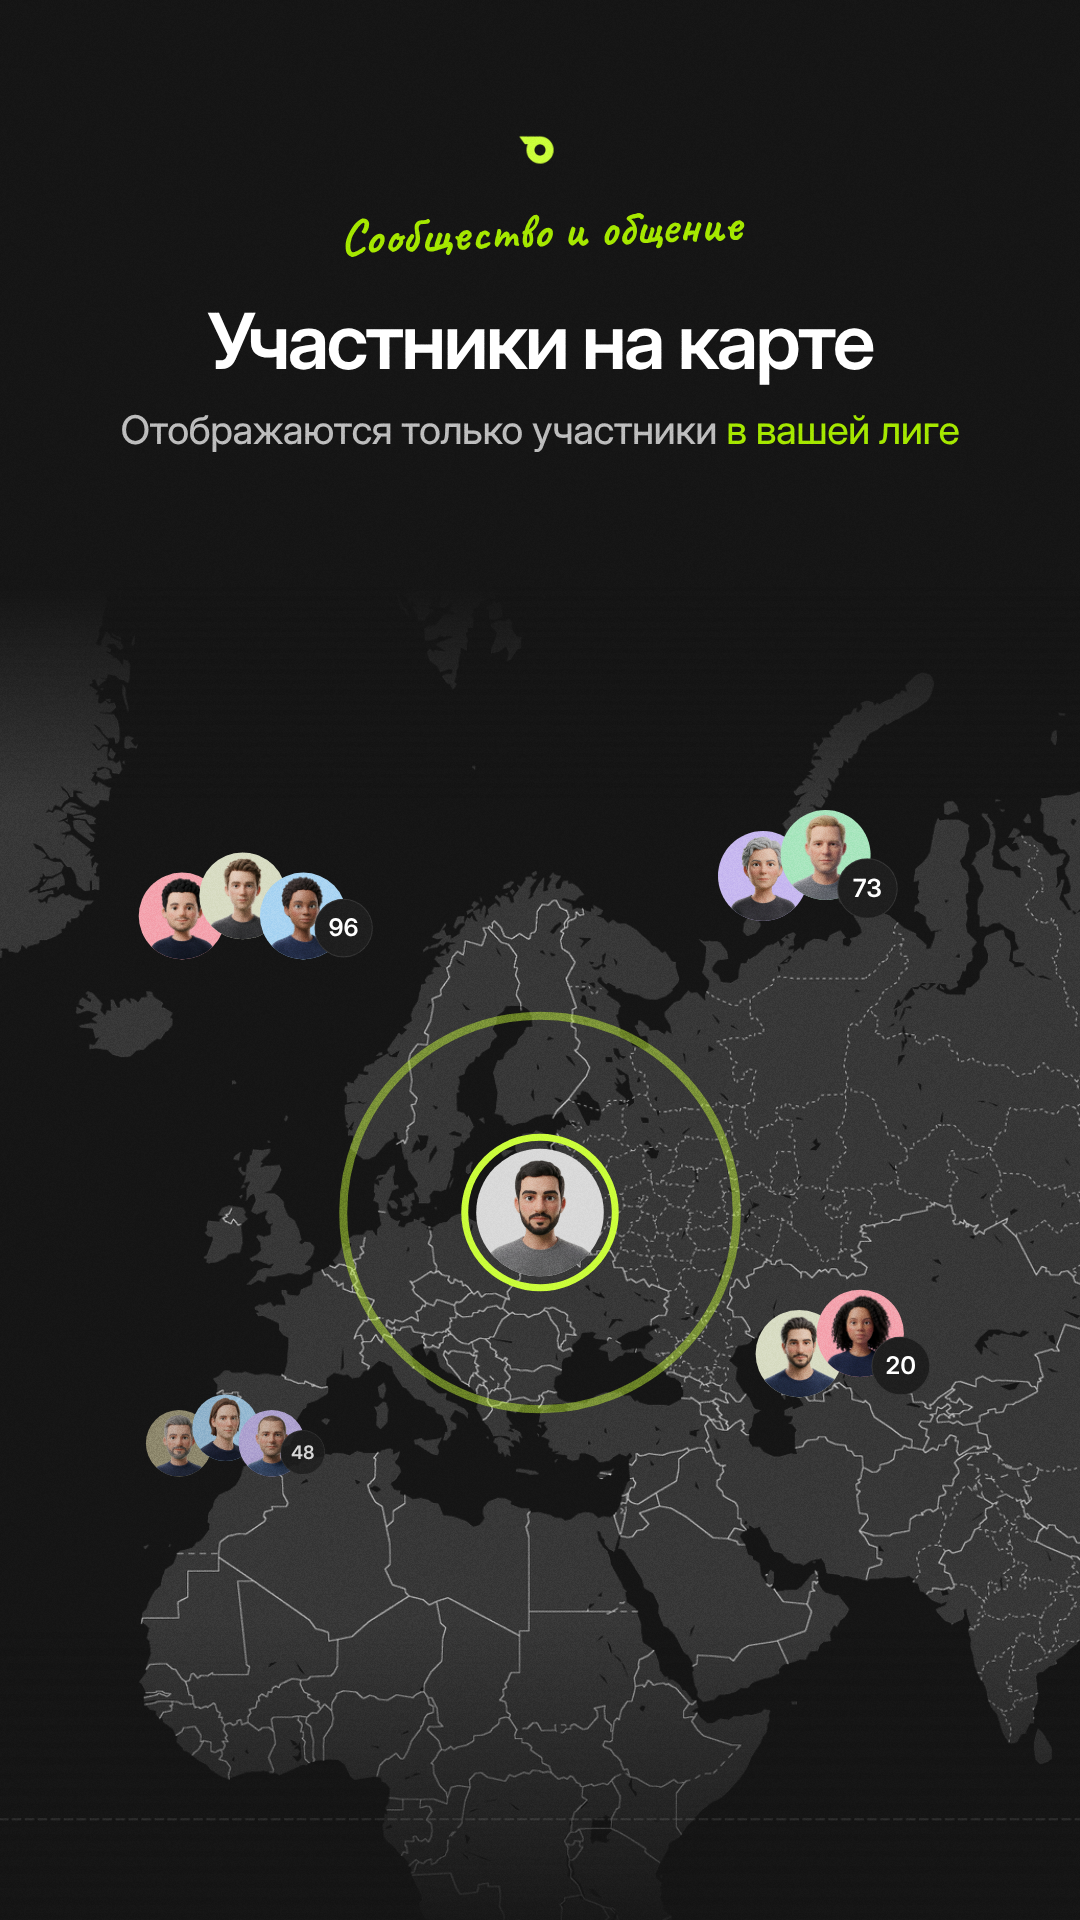 Сообщество и общение
Участники на карте
Отображаются только участники в вашей лиге
73
96
20
48